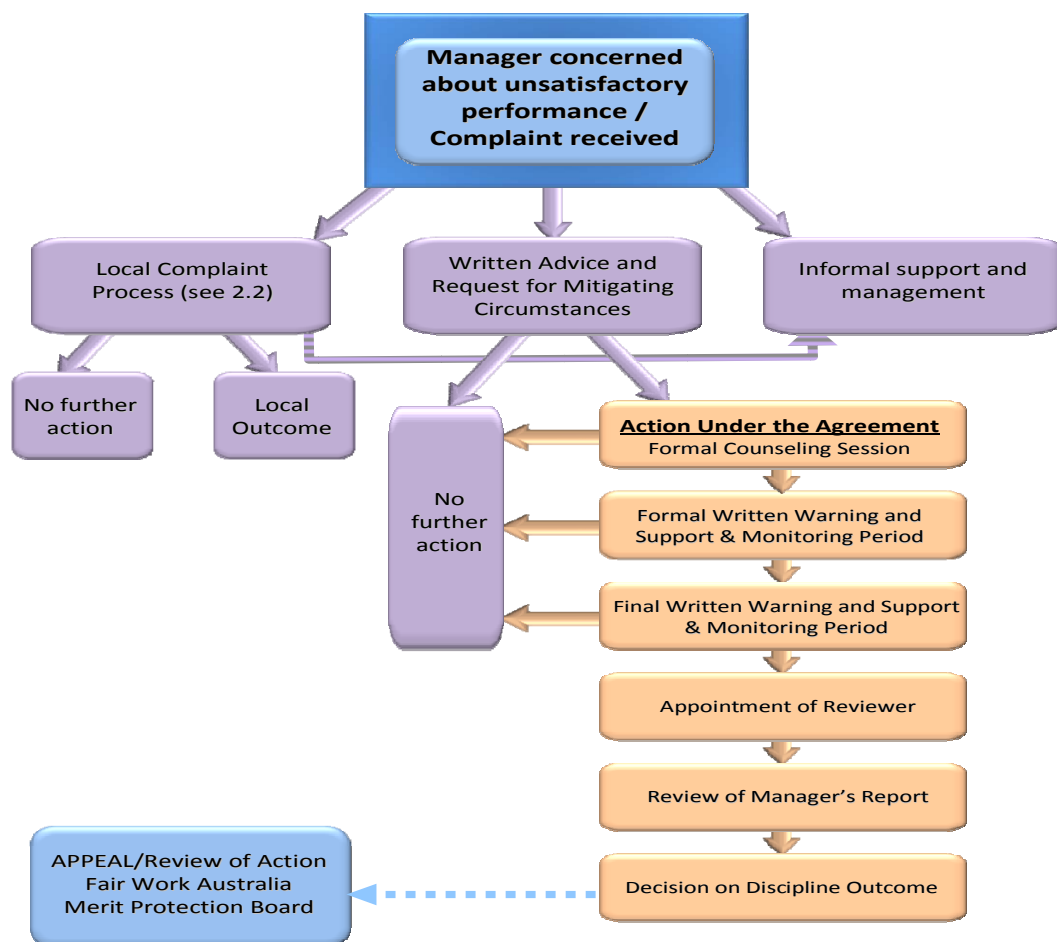 Manager concerned
about unsatisfactory
performance /
Complaint received
Local Complaint
Process (see 2.2)
Written Advice and
Request for Mitigating
Circumstances
Informal support and
management
No further
action
Local
Outcome
No
further
action
Action Under the Agreement
Formal Counseling Session
Formal Written Warning and
Support & Monitoring Period
Final Written Warning and Support
& Monitoring Period
Appointment of Reviewer
Review of Manager’s Report
Decision on Discipline Outcome
APPEAL/Review of Action
Fair Work Australia
Merit Protection Board